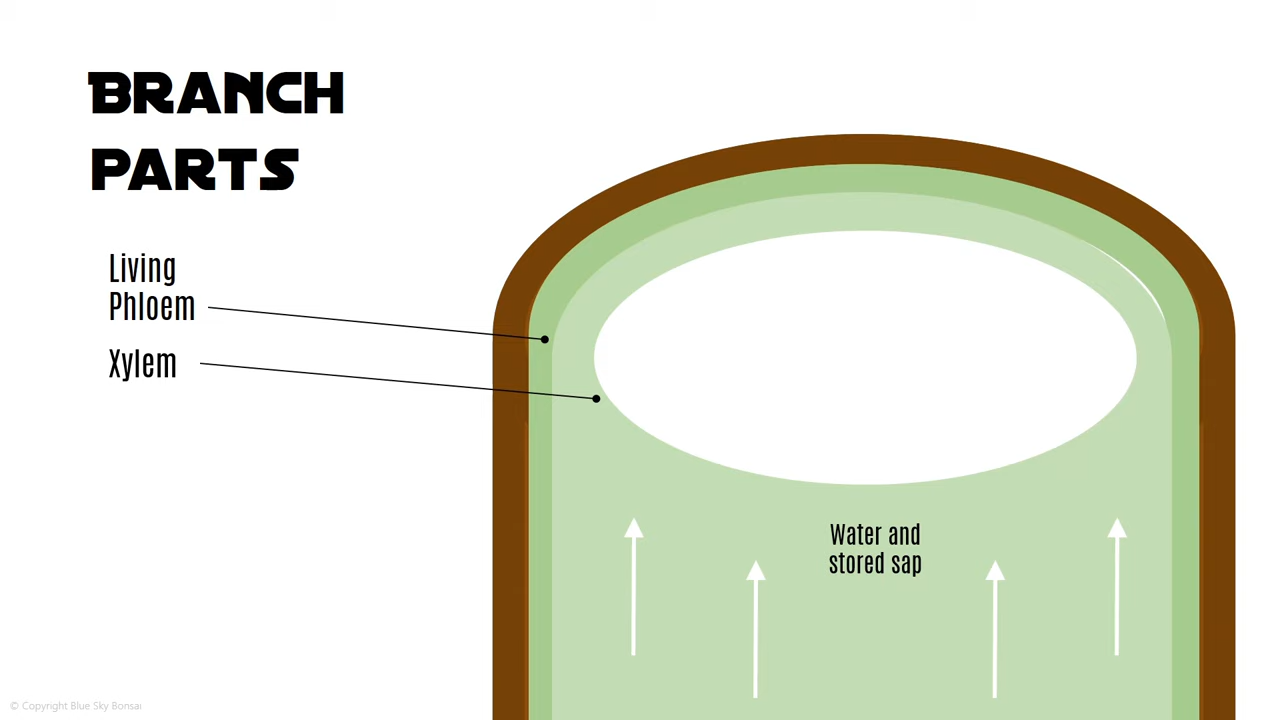 BRANCH
PARTS
Living
Phloem
Xylem
Water and
stored sap
© Copyright Blue Sky Bonsai